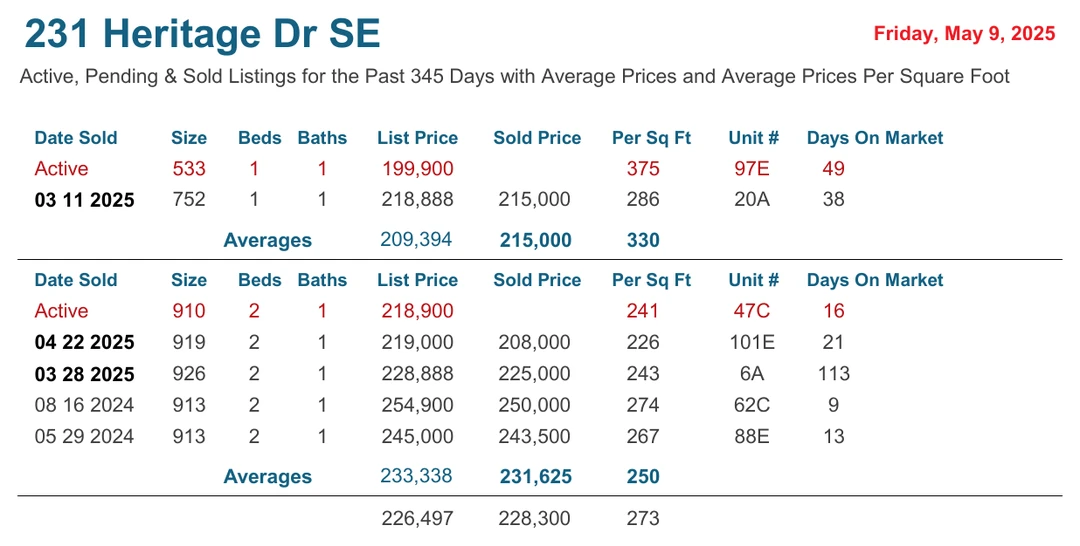 231 Heritage Dr SE
Friday, May 9, 2025
Active, Pending & Sold Listings for the Past 345 Days with Average Prices and Average Prices Per Square Foot
Date Sold Size Beds Baths List Price Sold Price Per Sq Ft Unit # Days On Market
Active 533 1 1 199,900 375 97E 49
03 11 2025 752 1 1 218,888 215,000 286 20A 38
Averages 209,394 215,000 330
Date Sold Size Beds Baths List Price Sold Price Per Sq Ft Unit # Days On Market
Active 910 2 1 218,900 241 47C 16
04 22 2025 919 2 1 219,000 208,000 226 101E 21
03 28 2025 926 2 1 228,888 225,000 243 6A 113
08 16 2024 913 2 1 254,900 250,000 274 62C 9
05 29 2024 913 2 1 245,000 243,500 267 88E 13
Averages 233,338 231,625 250
226,497 228,300 273